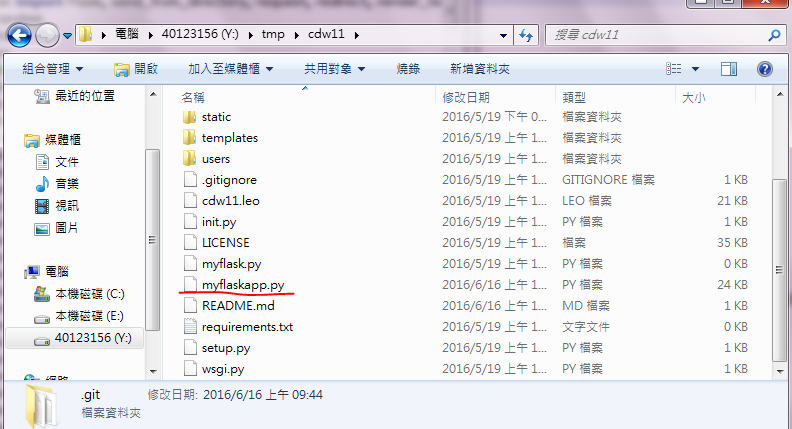 電腦 ▸ 40123156 (Y:) ▸ tmp ▸ cdw11 ▸
搜尋 cdw11
組合管理 開啟 加入至媒體櫃 共用對象 燒錄 新增資料夾
最近的位置
媒體櫃
文件
音樂
視訊
圖片
電腦
本機磁碟 (C:)
本機磁碟 (E:)
40123156 (Y:)
名稱 修改日期 類型 大小
static 2016/5/19 下午 0... 檔案資料夾
templates 2016/5/19 上午 1... 檔案資料夾
users 2016/5/19 上午 1... 檔案資料夾
.gitignore 2016/5/19 上午 1... GITIGNORE 檔案 1 KB
cdw11.leo 2016/6/16 上午 1... LEO 檔案 21 KB
init.py 2016/5/19 上午 1... PY 檔案 1 KB
LICENSE 2016/5/19 上午 1... 檔案 35 KB
myflask.py 2016/5/19 上午 1... PY 檔案 0 KB
myflaskapp.py 2016/6/16 上午 1... PY 檔案 24 KB
README.md 2016/6/16 上午 1... MD 檔案 1 KB
requirements.txt 2016/5/19 上午 1... 文字文件 0 KB
setup.py 2016/5/19 上午 1... PY 檔案 1 KB
wsgi.py 2016/5/19 上午 1... PY 檔案 1 KB
.git 修改日期: 2016/6/16 上午 09:44
檔案資料夾